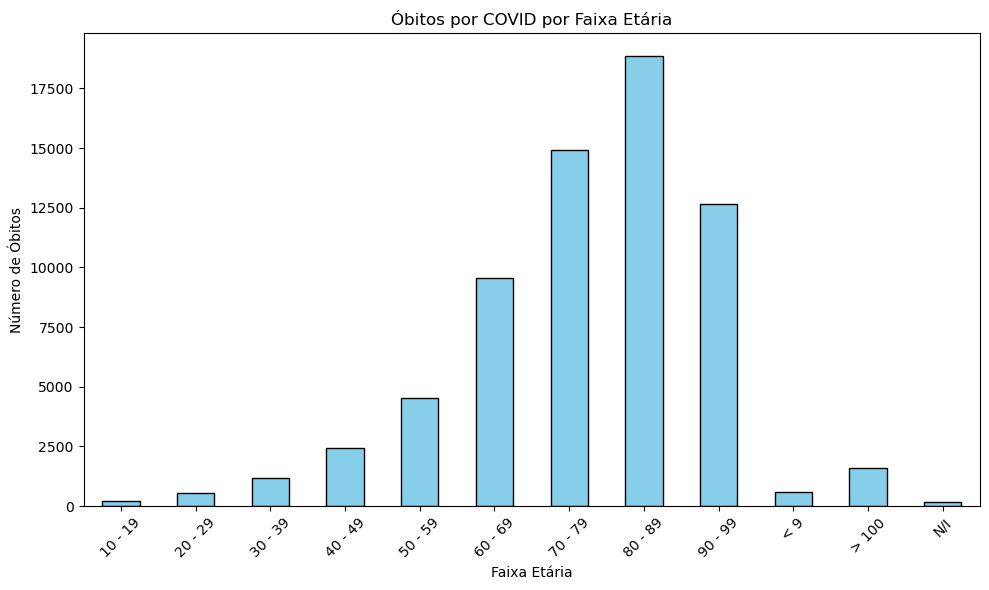 Óbitos por COVID por Faixa Etária
Número de Óbitos
17500
15000
12500
10000
7500
5000
2500
0
10 - 19
20 - 29
30 - 39
40 - 49
50 - 59
60 - 69
70 - 79
80 - 89
90 - 99
< 9
> 100
N/I
Faixa Etária